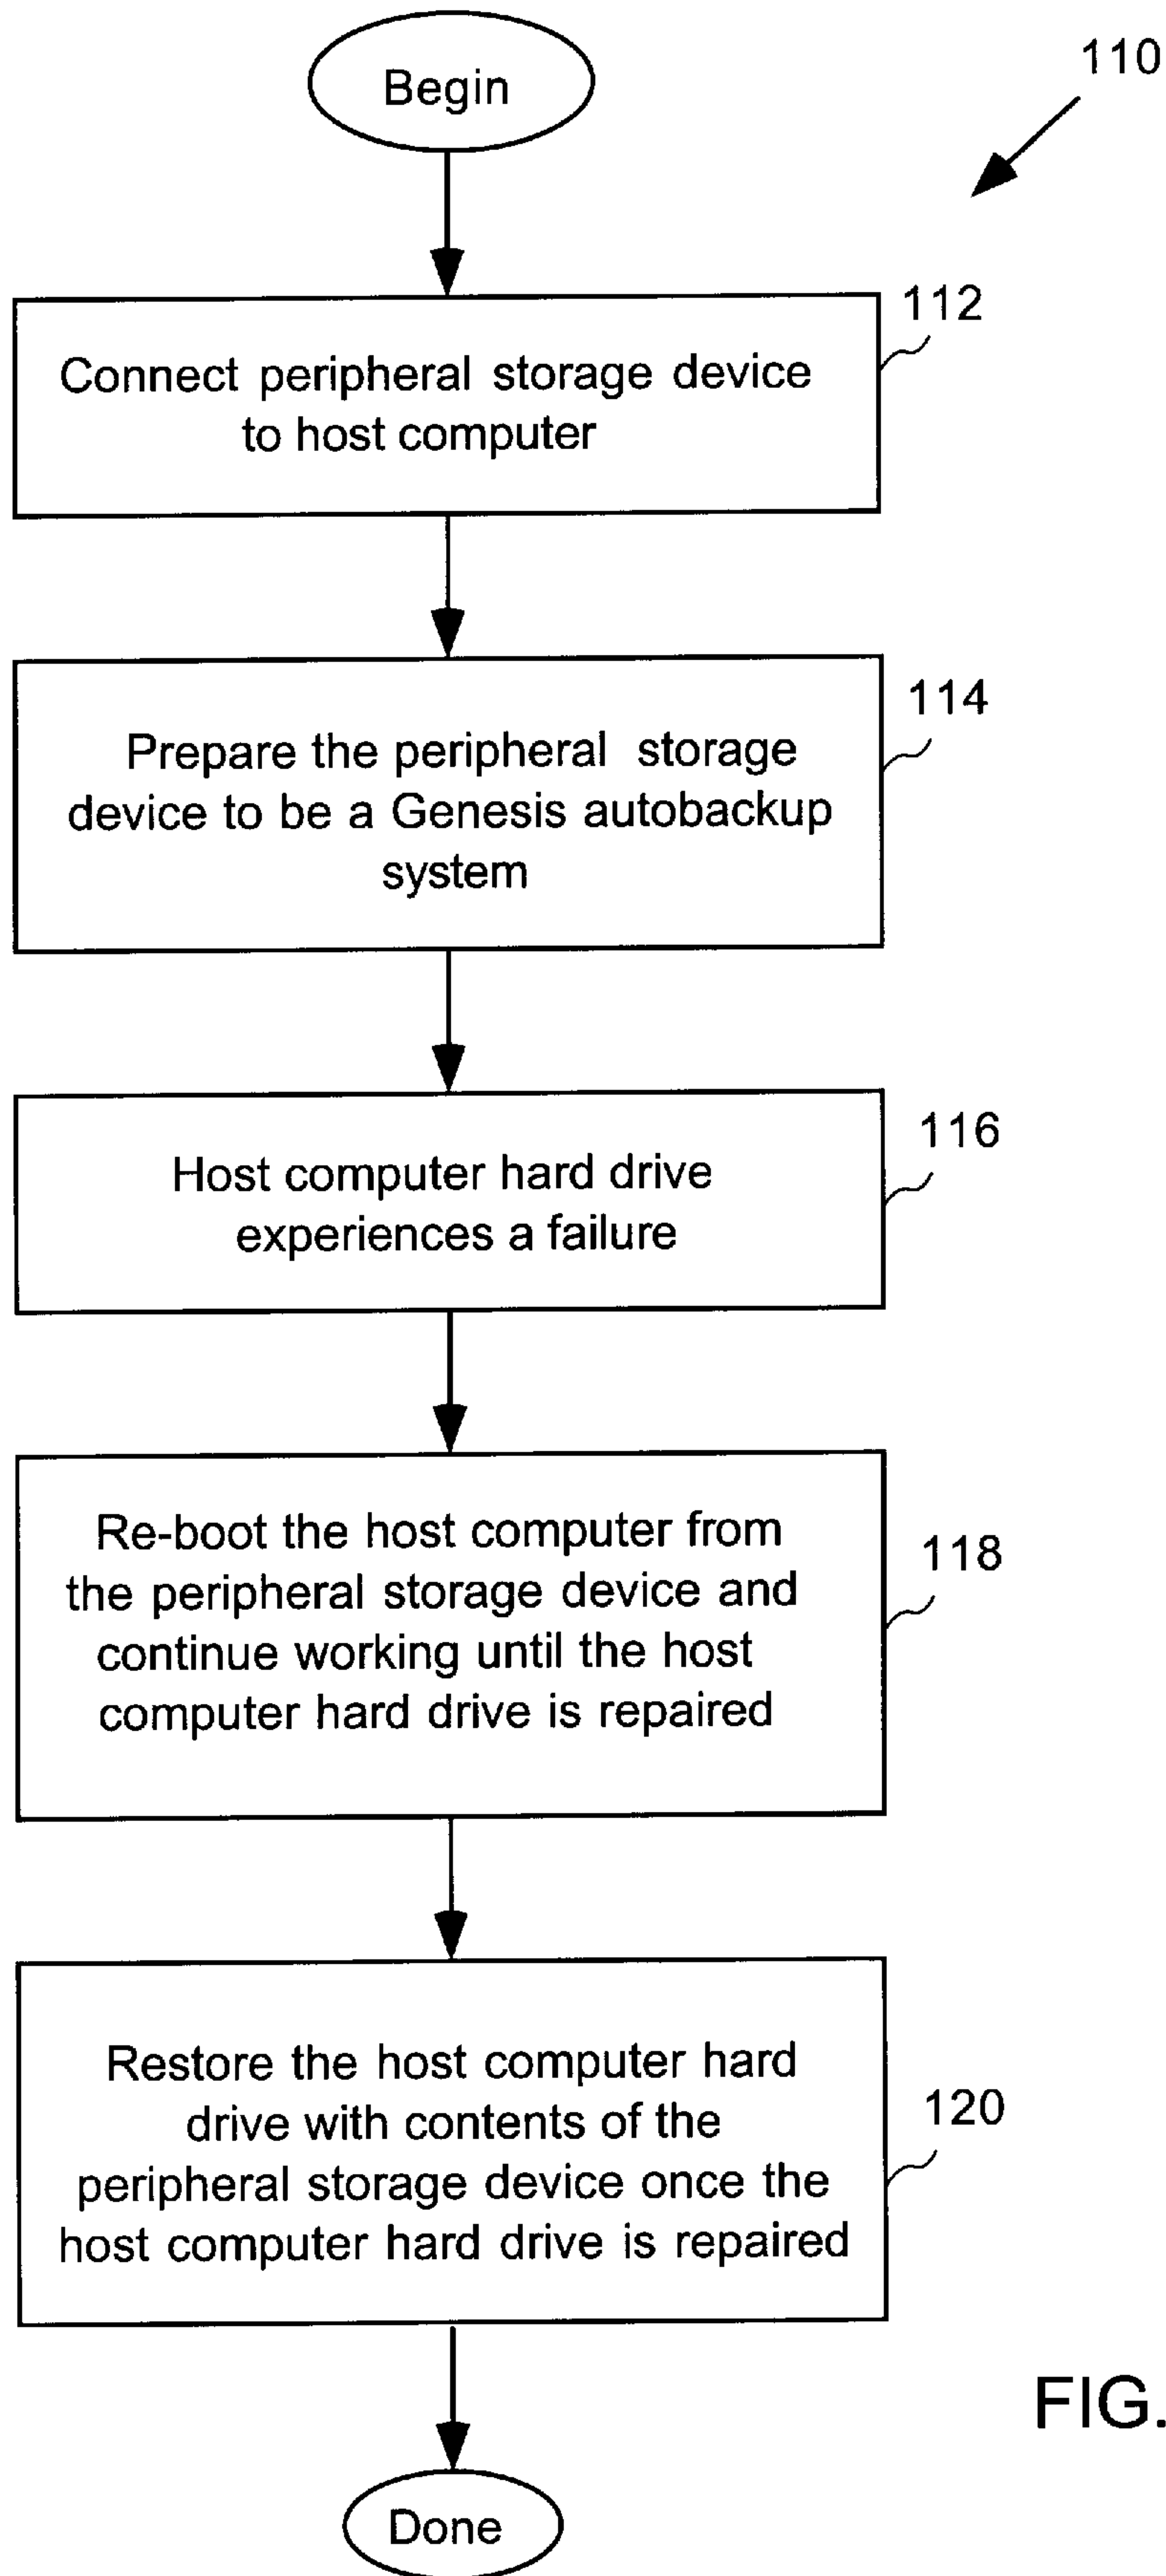 Begin
110
Connect peripheral storage device
to host computer
112
Prepare the peripheral storage
device to be a Genesis autobackup
system
114
Host computer hard drive
experiences a failure
116
Re-boot the host computer from
the peripheral storage device and
continue working until the host
computer hard drive is repaired
118
Restore the host computer hard
drive with contents of the
peripheral storage device once the
host computer hard drive is repaired
120
FIG.
Done